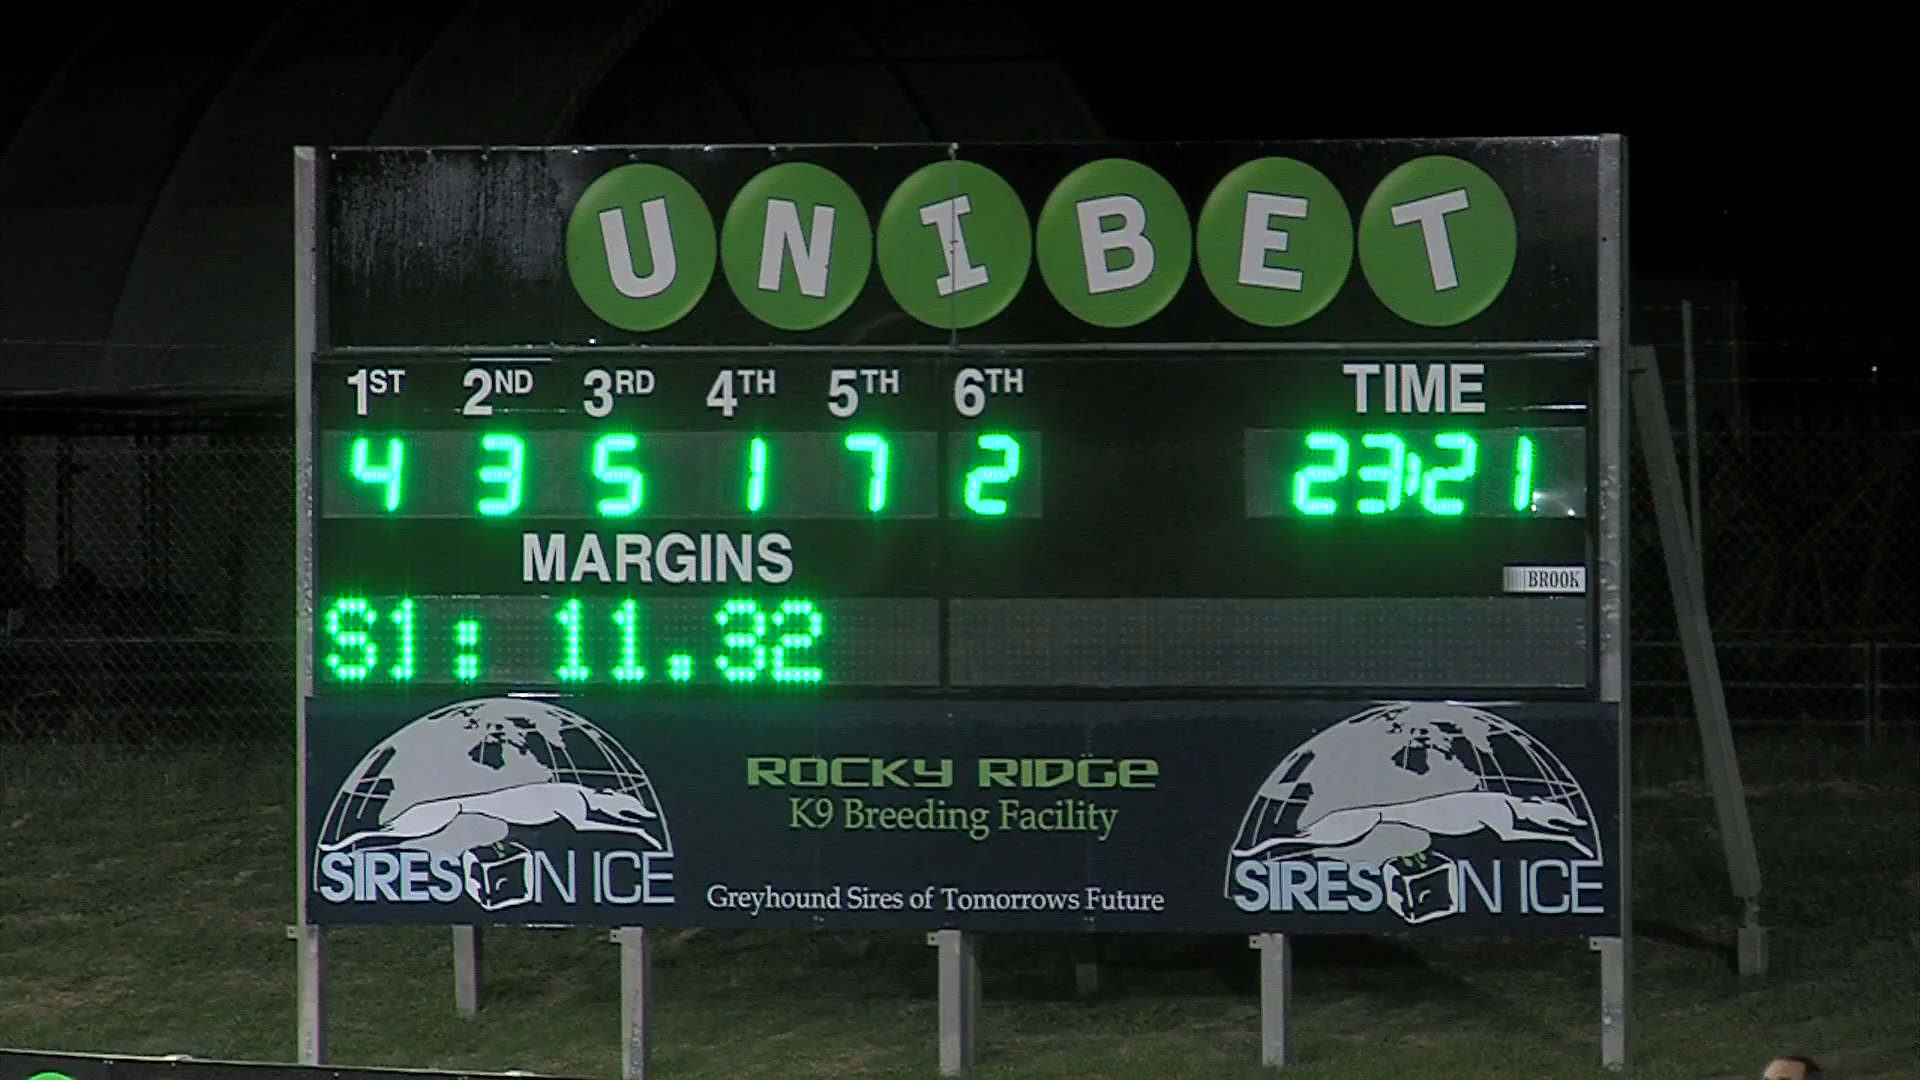 UNIBET
1ST 2ND 3RD 4TH 5TH 6TH TIME
4 3 5 1 7 2 23:21
MARGINS
BROOK
S1: 11.32
ROCKY RIDGE
K9 Breeding Facility
SIRES ON ICE
Greyhound Sires of Tomorrows Future
SIRES ON ICE